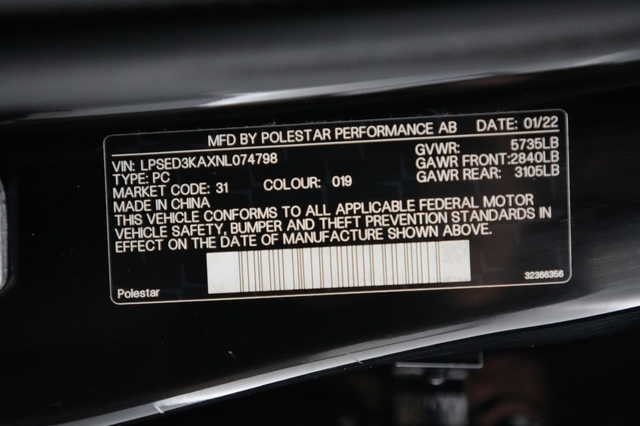 MFD BY POLESTAR PERFORMANCE AB DATE: 01/22
VIN: LPSED3KAXNL074798 GVWR: 5735LB
TYPE: PC GAWR FRONT: 2840LB
MARKET CODE: 31 COLOUR: 019 GAWR REAR: 3105LB
MADE IN CHINA
THIS VEHICLE CONFORMS TO ALL APPLICABLE FEDERAL MOTOR
VEHICLE SAFETY, BUMPER AND THEFT PREVENTION STANDARDS IN
EFFECT ON THE DATE OF MANUFACTURE SHOWN ABOVE.
Polestar 32366356